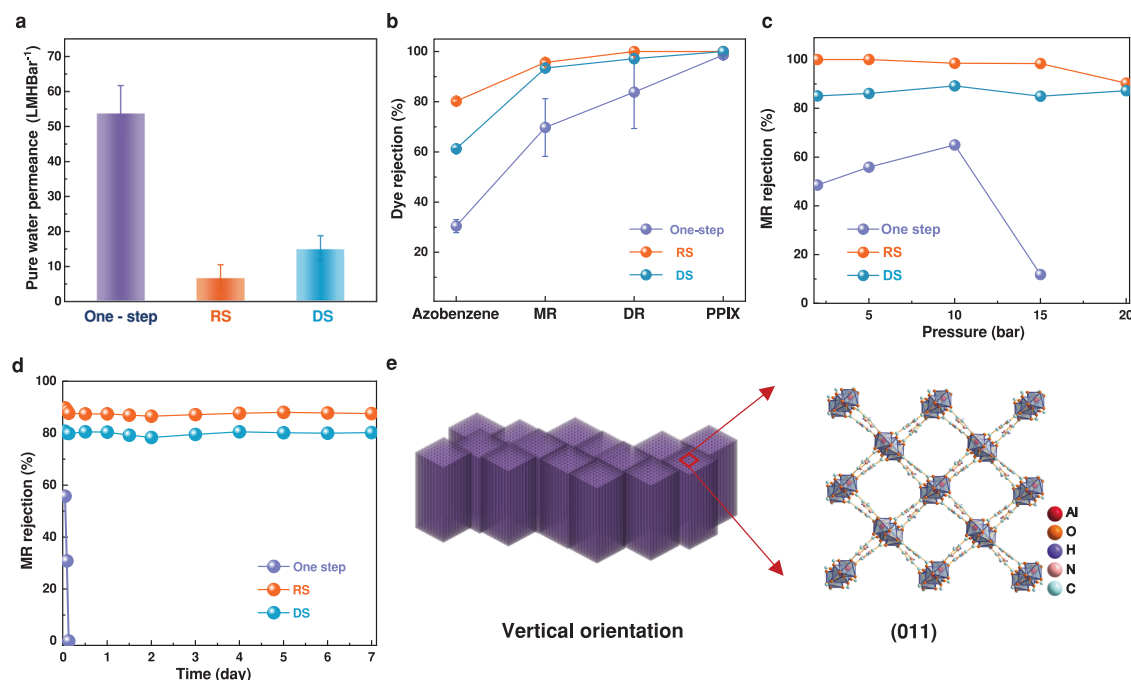 a
Pure water permeance (LMHBar⁻¹)
70
60
50
40
30
20
10
0
One - step
RS
DS
b
Dye rejection (%)
100
80
60
40
20
One-step
RS
DS
Azobenzene
MR
DR
PPIX
c
MR rejection (%)
100
80
60
40
20
0
One step
RS
DS
5
10
15
20
Pressure (bar)
d
MR rejection (%)
100
80
60
40
20
0
One step
RS
DS
0
1
2
3
4
5
6
7
Time (day)
e
Vertical orientation
Al
O
H
N
C
(011)